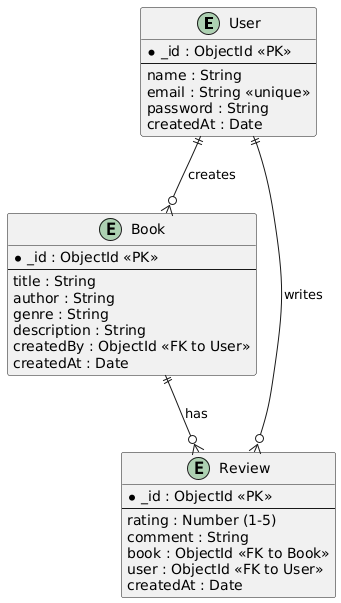 E User
* _id : ObjectId «PK»
name : String
email : String «unique»
password : String
createdAt : Date
creates
E Book
* _id : ObjectId «PK»
title : String
author : String
genre : String
description : String
createdBy : ObjectId «FK to User»
createdAt : Date
writes
has
E Review
* _id : ObjectId «PK»
rating : Number (1-5)
comment : String
book : ObjectId «FK to Book»
user : ObjectId «FK to User»
createdAt : Date